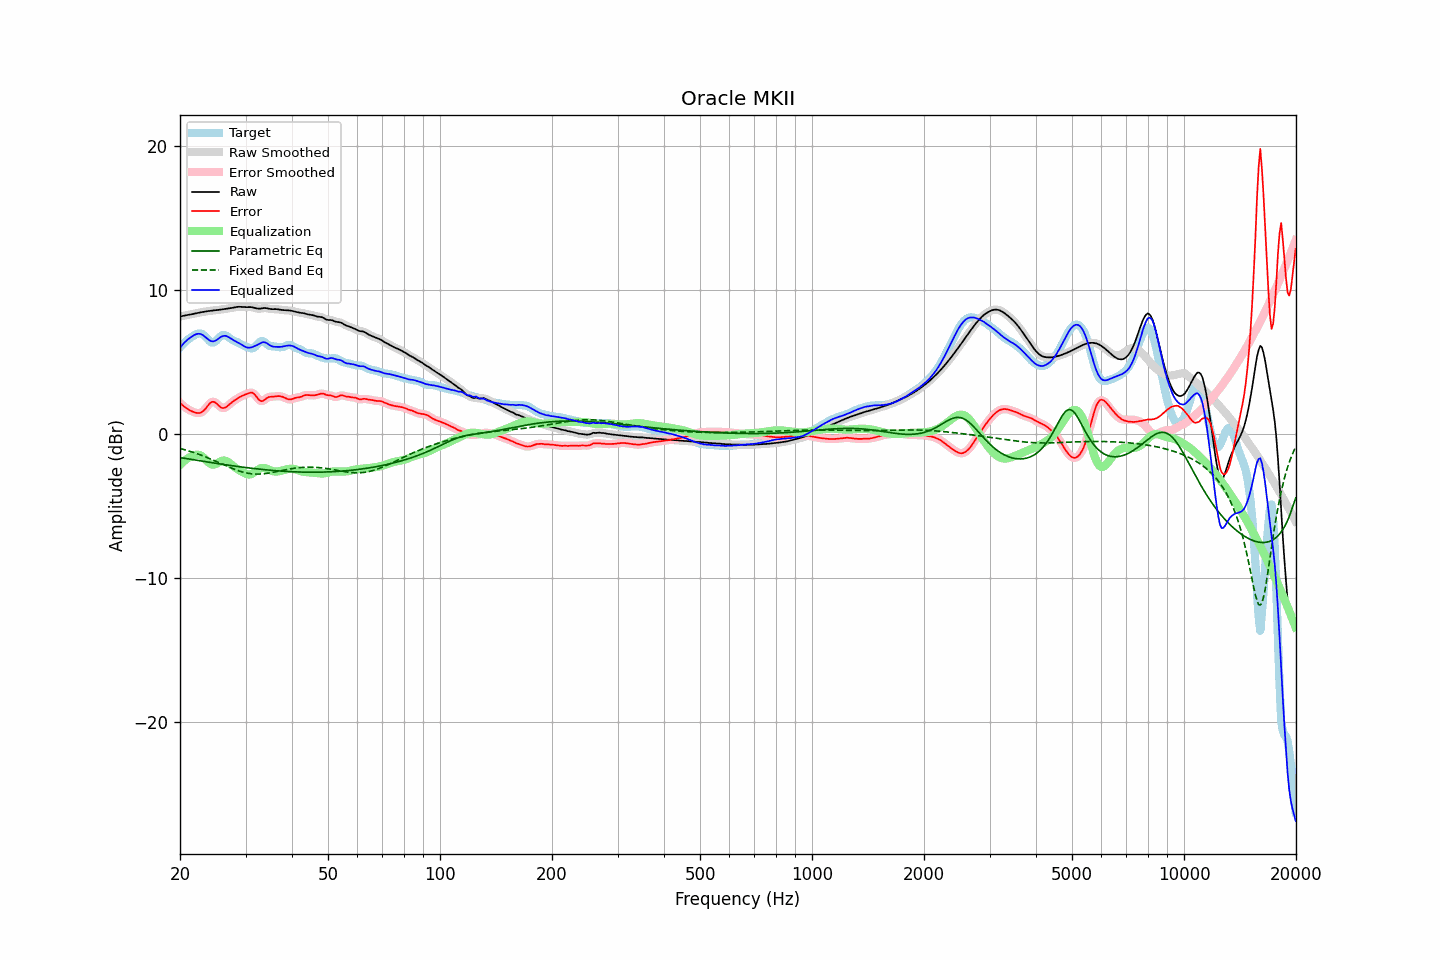 Oracle MKII
Target
Raw Smoothed
Error Smoothed
Raw
Error
Equalization
Parametric Eq
Fixed Band Eq
Equalized
20
10
0
−10
−20
Amplitude (dBr)
20 50 100 200 500 1000 2000 5000 10000 20000
Frequency (Hz)